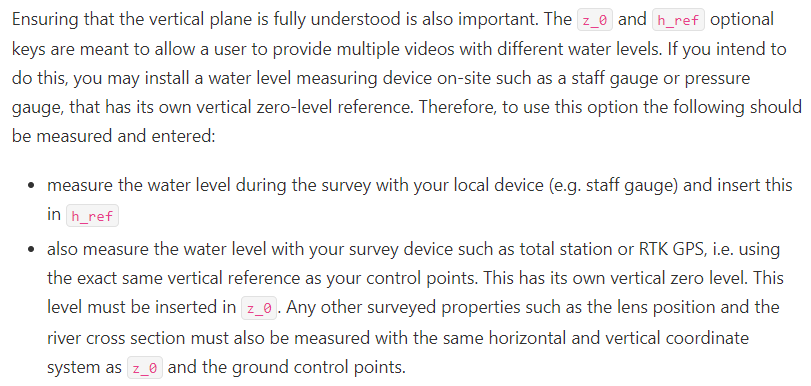 Ensuring that the vertical plane is fully understood is also important. The z_0 and h_ref optional
keys are meant to allow a user to provide multiple videos with different water levels. If you intend to
do this, you may install a water level measuring device on-site such as a staff gauge or pressure
gauge, that has its own vertical zero-level reference. Therefore, to use this option the following should
be measured and entered:
• measure the water level during the survey with your local device (e.g. staff gauge) and insert this
in h_ref
• also measure the water level with your survey device such as total station or RTK GPS, i.e. using
the exact same vertical reference as your control points. This has its own vertical zero level. This
level must be inserted in z_0. Any other surveyed properties such as the lens position and the
river cross section must also be measured with the same horizontal and vertical coordinate
system as z_0 and the ground control points.